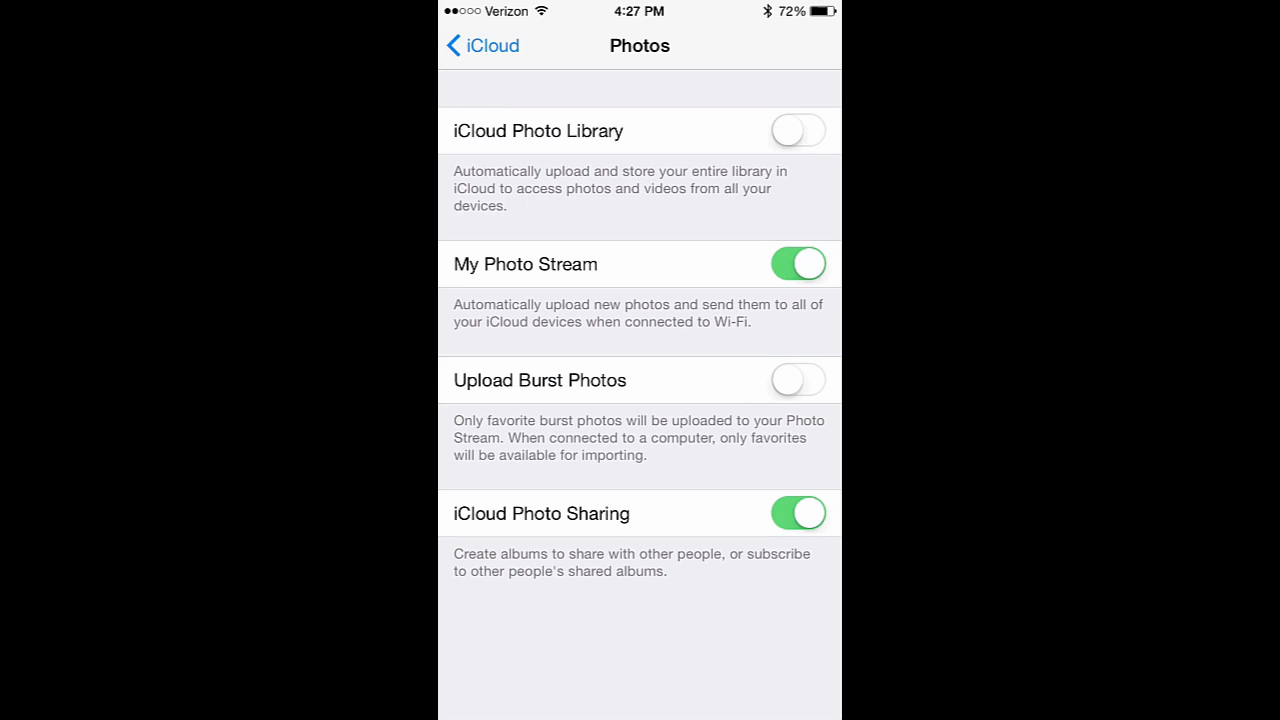 Verizon 4:27 PM 72%
iCloud Photos
iCloud Photo Library
Automatically upload and store your entire library in
iCloud to access photos and videos from all your
devices.
My Photo Stream
Automatically upload new photos and send them to all of
your iCloud devices when connected to Wi-Fi.
Upload Burst Photos
Only favorite burst photos will be uploaded to your Photo
Stream. When connected to a computer, only favorites
will be available for importing.
iCloud Photo Sharing
Create albums to share with other people, or subscribe
to other people's shared albums.